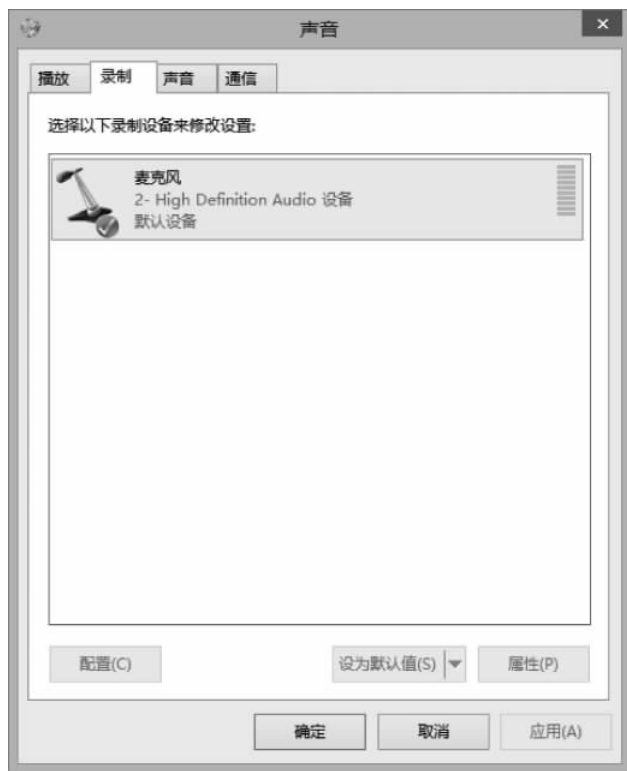 声音
播放 录制 声音 通信
选择以下录制设备来修改设置:
麦克风
2- High Definition Audio 设备
默认设备
配置(C) 设为默认值(S) 属性(P)
确定 取消 应用(A)